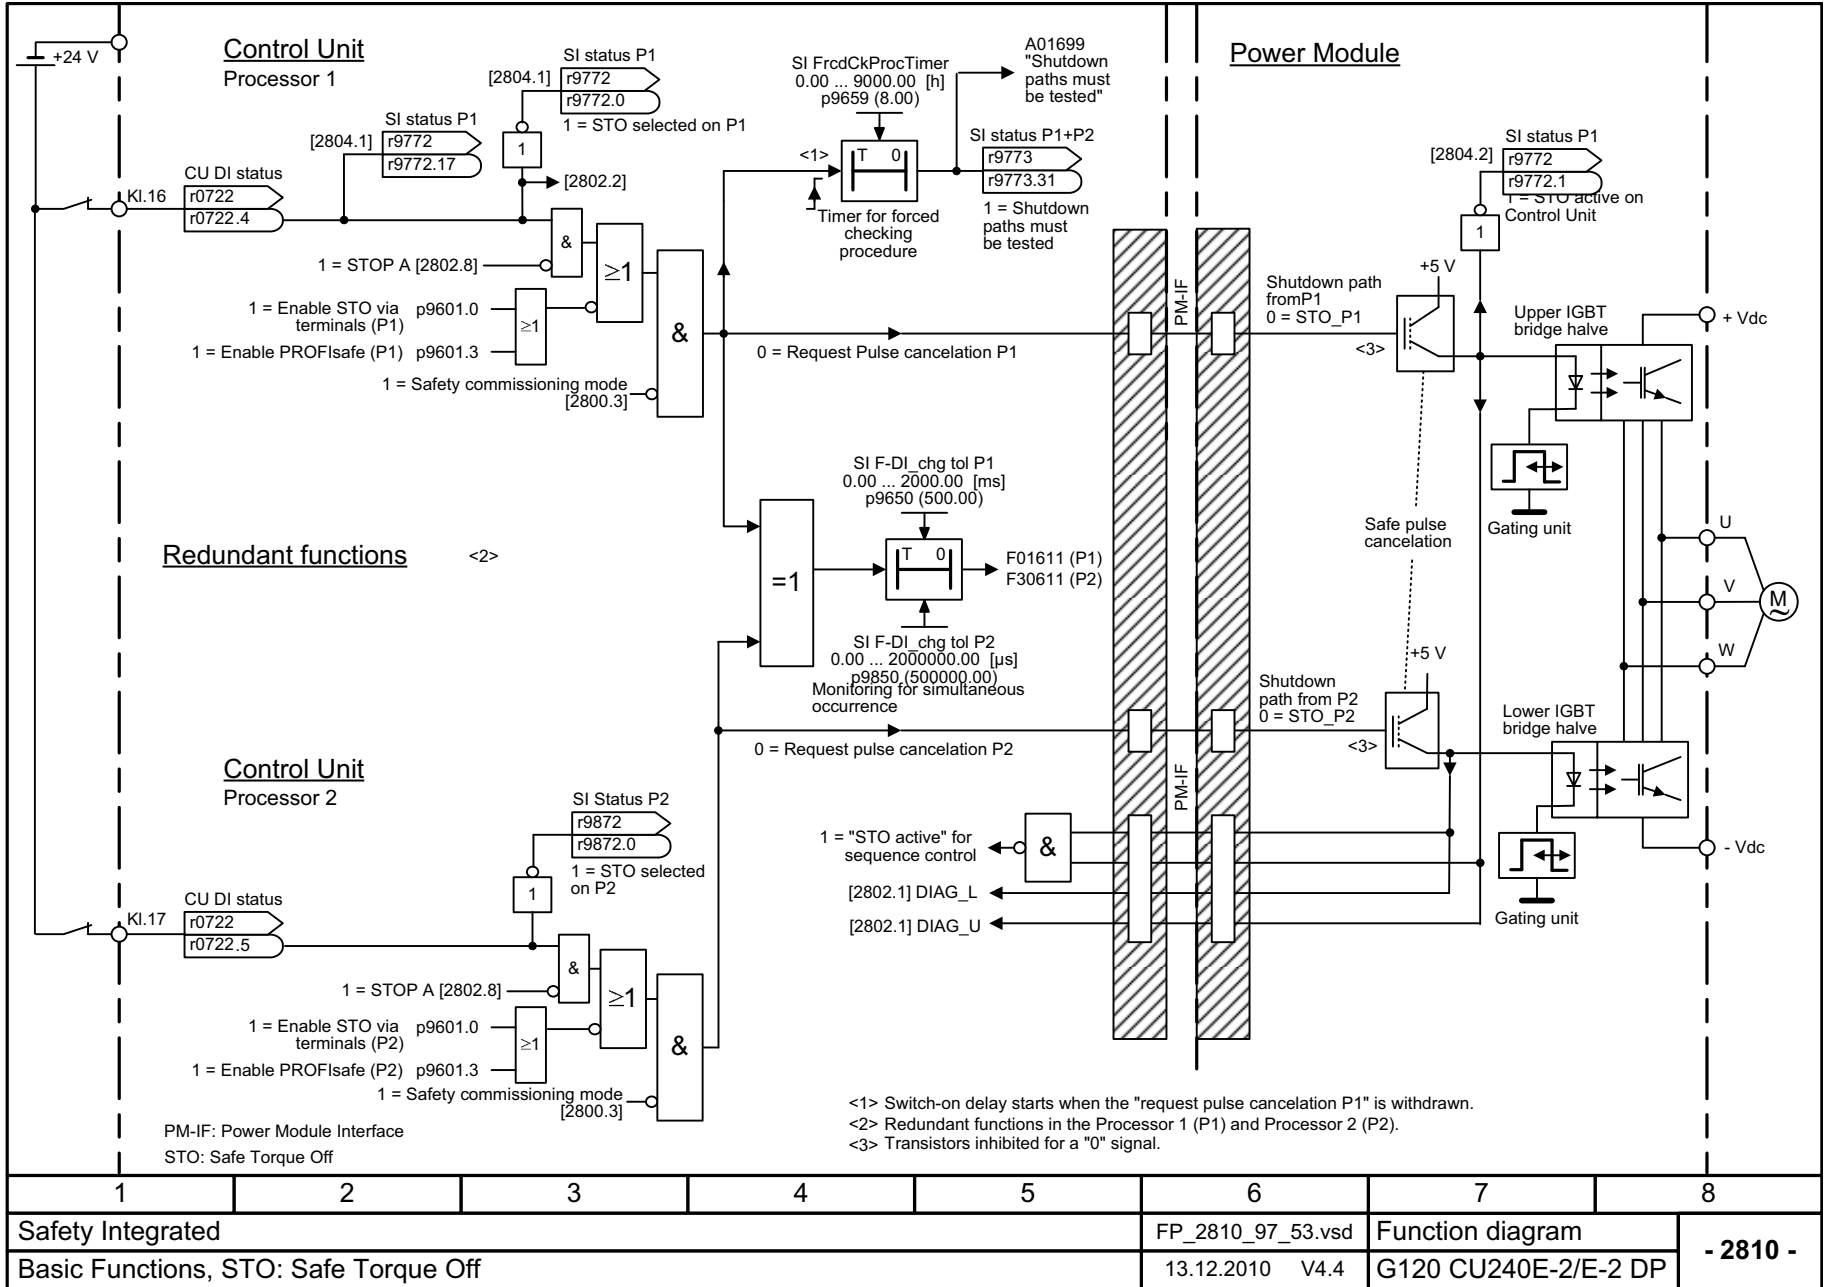 +24 V
Control Unit
Processor 1
SI status P1
[2804.1]
r9772
r9772.0
1 = STO selected on P1
1
SI status P1
[2804.1]
r9772
r9772.17
[2802.2]
CU DI status
Kl.16
r0722
r0722.4
1 = STOP A [2802.8]
&
≥1
1 = Enable STO via
terminals (P1)
p9601.0
≥1
1 = Enable PROFIsafe (P1) p9601.3
1 = Safety commissioning mode
[2800.3]
&
SI FrcdCkProcTimer
0.00 ... 9000.00 [h]
p9659 (8.00)
<1>
T 0
Timer for forced
checking
procedure
A01699
"Shutdown
paths must
be tested"
SI status P1+P2
r9773
r9773.31
1 = Shutdown
paths must
be tested
0 = Request Pulse cancelation P1
Power Module
PM-IF
Shutdown path
fromP1
0 = STO_P1
<3>
+5 V
SI status P1
[2804.2]
r9772
r9772.1
1 = STO active on
Control Unit
1
Upper IGBT
bridge halve
+ Vdc
Gating unit
Safe pulse
cancelation
U
V
W
M
~
Redundant functions
<2>
=1
SI F-DI_chg tol P1
0.00 ... 2000.00 [ms]
p9650 (500.00)
T 0
F01611 (P1)
F30611 (P2)
SI F-DI_chg tol P2
0.00 ... 2000000.00 [µs]
p9850 (500000.00)
Monitoring for simultaneous
occurrence
0 = Request pulse cancelation P2
Shutdown
path from P2
0 = STO_P2
<3>
+5 V
Lower IGBT
bridge halve
- Vdc
Gating unit
PM-IF
1 = "STO active" for
sequence control
&
[2802.1] DIAG_L
[2802.1] DIAG_U
Control Unit
Processor 2
SI Status P2
r9872
r9872.0
1 = STO selected
on P2
1
CU DI status
Kl.17
r0722
r0722.5
1 = STOP A [2802.8]
&
≥1
1 = Enable STO via
terminals (P2)
p9601.0
≥1
1 = Enable PROFIsafe (P2) p9601.3
1 = Safety commissioning mode
[2800.3]
&
PM-IF: Power Module Interface
STO: Safe Torque Off
<1> Switch-on delay starts when the "request pulse cancelation P1" is withdrawn.
<2> Redundant functions in the Processor 1 (P1) and Processor 2 (P2).
<3> Transistors inhibited for a "0" signal.
1 2 3 4 5 6 7 8
Safety Integrated
FP_2810_97_53.vsd
Function diagram
- 2810 -
Basic Functions, STO: Safe Torque Off
13.12.2010 V4.4
G120 CU240E-2/E-2 DP